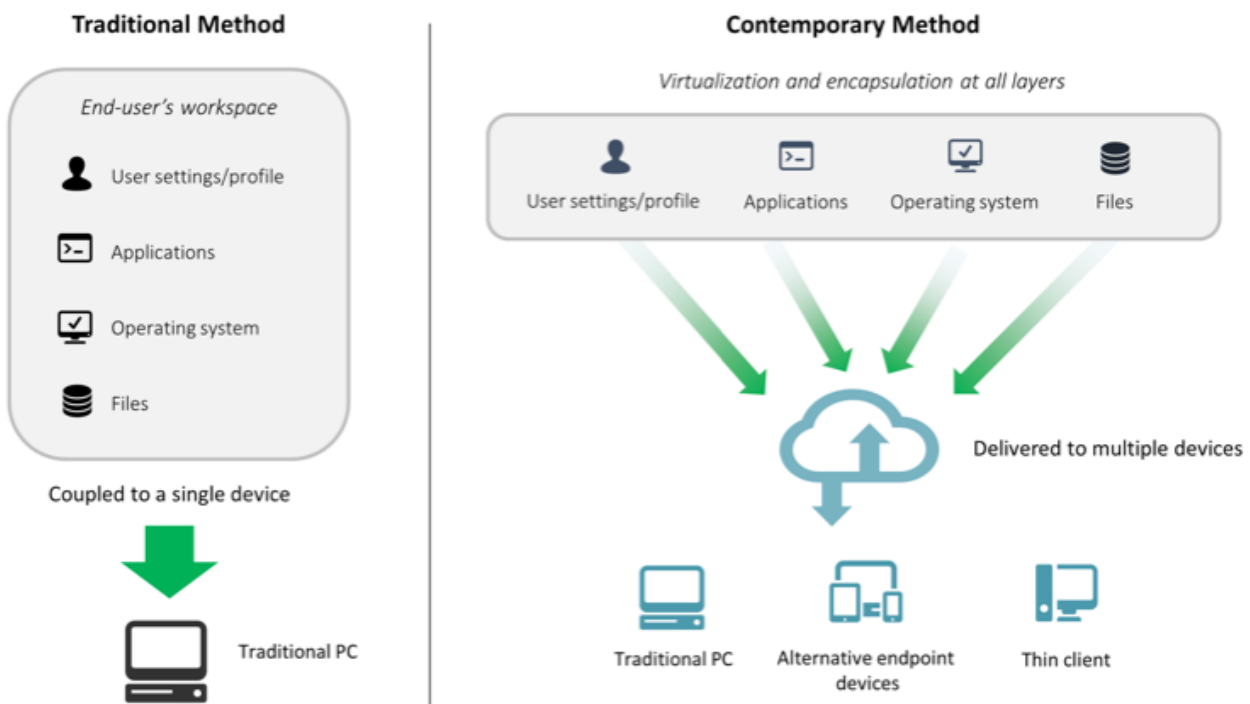 Traditional Method
End-user's workspace
User settings/profile
Applications
Operating system
Files
Coupled to a single device
Traditional PC
Contemporary Method
Virtualization and encapsulation at all layers
User settings/profile
Applications
Operating system
Files
Delivered to multiple devices
Traditional PC
Alternative endpoint
devices
Thin client